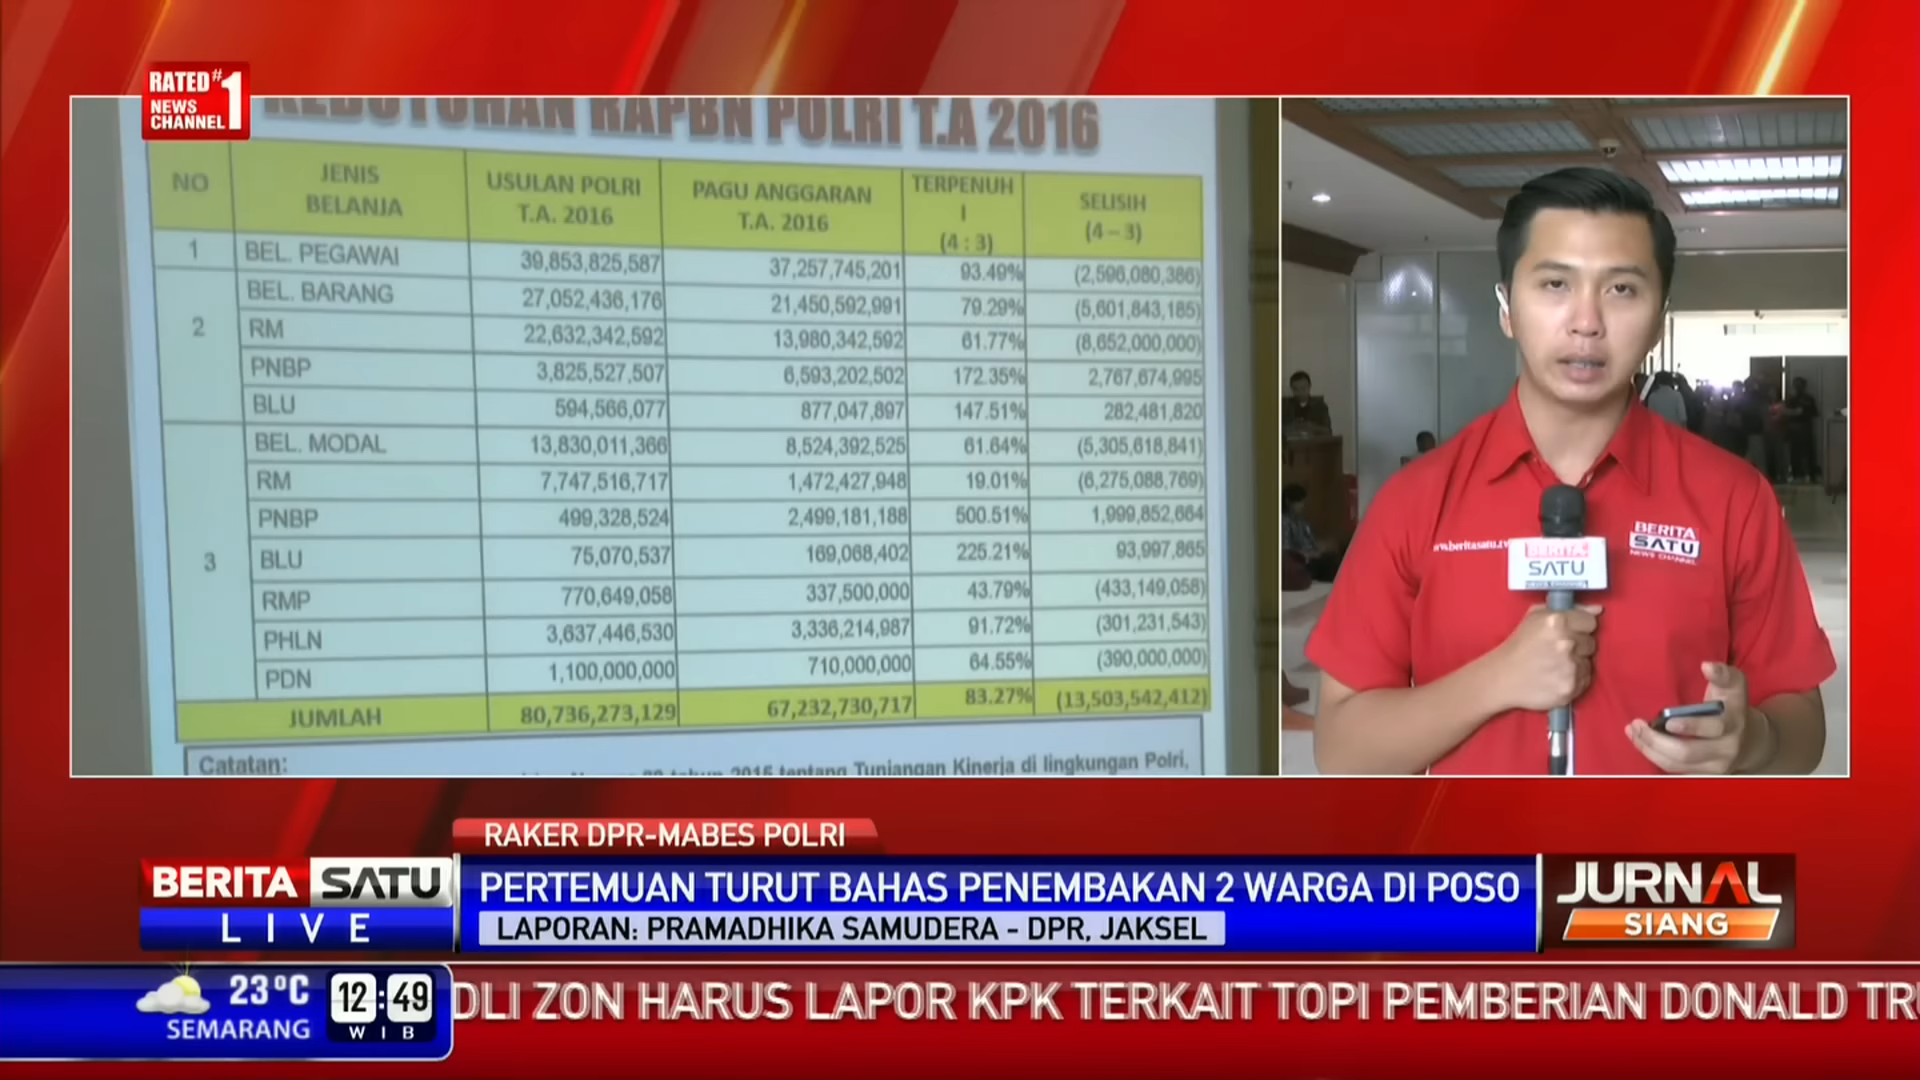 RATED #1
NEWS
CHANNEL
KEBUTUHAN RAPBN POLRI T.A 2016
NO JENIS BELANJA USULAN POLRI T.A. 2016 PAGU ANGGARAN T.A. 2016 TERPENUHI (4 : 3) SELISIH (4 – 3)
1 BEL. PEGAWAI 39,853,825,587 37,257,745,201 93.49% (2,596,080,386)
2 BEL. BARANG 27,052,436,176 21,450,592,991 79.29% (5,601,843,185)
RM 22,632,342,592 13,980,342,592 61.77% (8,652,000,000)
PNBP 3,825,527,507 6,593,202,502 172.35% 2,767,674,995
BLU 594,566,077 877,047,897 147.51% 282,481,820
3 BEL. MODAL 13,830,011,366 8,524,392,525 61.64% (5,305,618,841)
RM 7,747,516,717 1,472,427,948 19.01% (6,275,088,769)
PNBP 499,328,524 2,499,181,188 500.51% 1,999,852,664
BLU 75,070,537 169,068,402 225.21% 93,997,865
RMP 770,649,058 337,500,000 43.79% (433,149,058)
PHLN 3,637,446,530 3,336,214,987 91.72% (301,231,543)
PDN 1,100,000,000 710,000,000 64.55% (390,000,000)
JUMLAH 80,736,273,129 67,232,730,717 83.27% (13,503,542,412)
Catatan:
tahun 2015 tentang Tunjangan Kinerja di lingkungan Polri,
BERITA
SATU
NEWS CHANNEL
BERITA
SATU
RAKER DPR-MABES POLRI
BERITA SATU
LIVE
PERTEMUAN TURUT BAHAS PENEMBAKAN 2 WARGA DI POSO
LAPORAN: PRAMADHIKA SAMUDERA - DPR, JAKSEL
JURNAL
SIANG
23°C
SEMARANG
12:49
WIB
DLI ZON HARUS LAPOR KPK TERKAIT TOPI PEMBERIAN DONALD TR